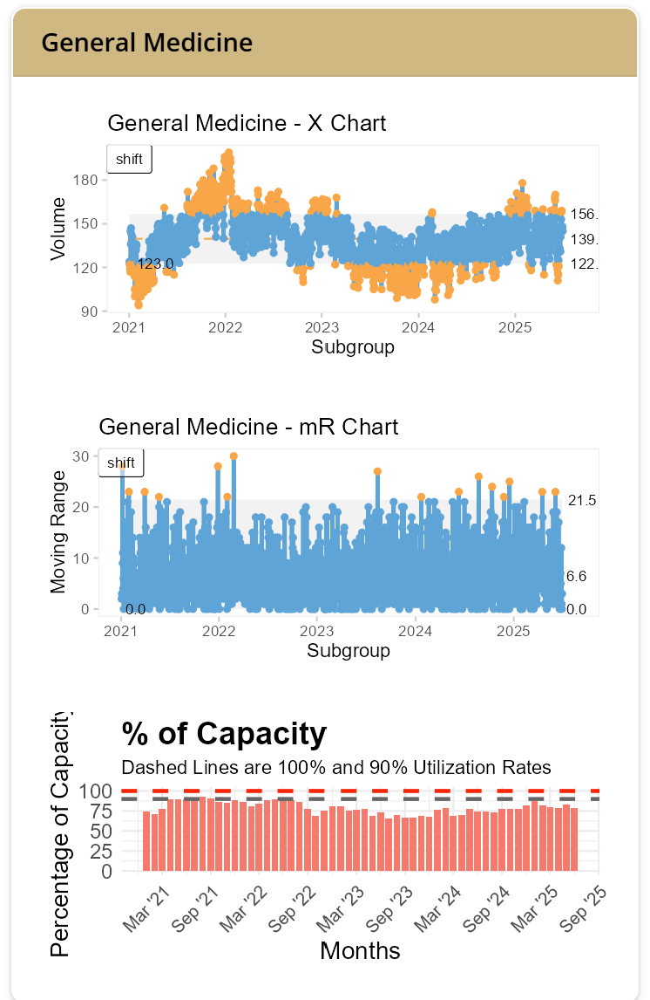 General Medicine
General Medicine - X Chart
shift
Volume
180
150
120
90
123.0
156.
139.
122.
2021 2022 2023 2024 2025
Subgroup
General Medicine - mR Chart
shift
Moving Range
30
20
10
0
0.0
21.5
6.6
0.0
2021 2022 2023 2024 2025
Subgroup
% of Capacity
Dashed Lines are 100% and 90% Utilization Rates
Percentage of Capacity
100
75
50
25
0
Mar '21 Sep '21 Mar '22 Sep '22 Mar '23 Sep '23 Mar '24 Sep '24 Mar '25 Sep '25
Months